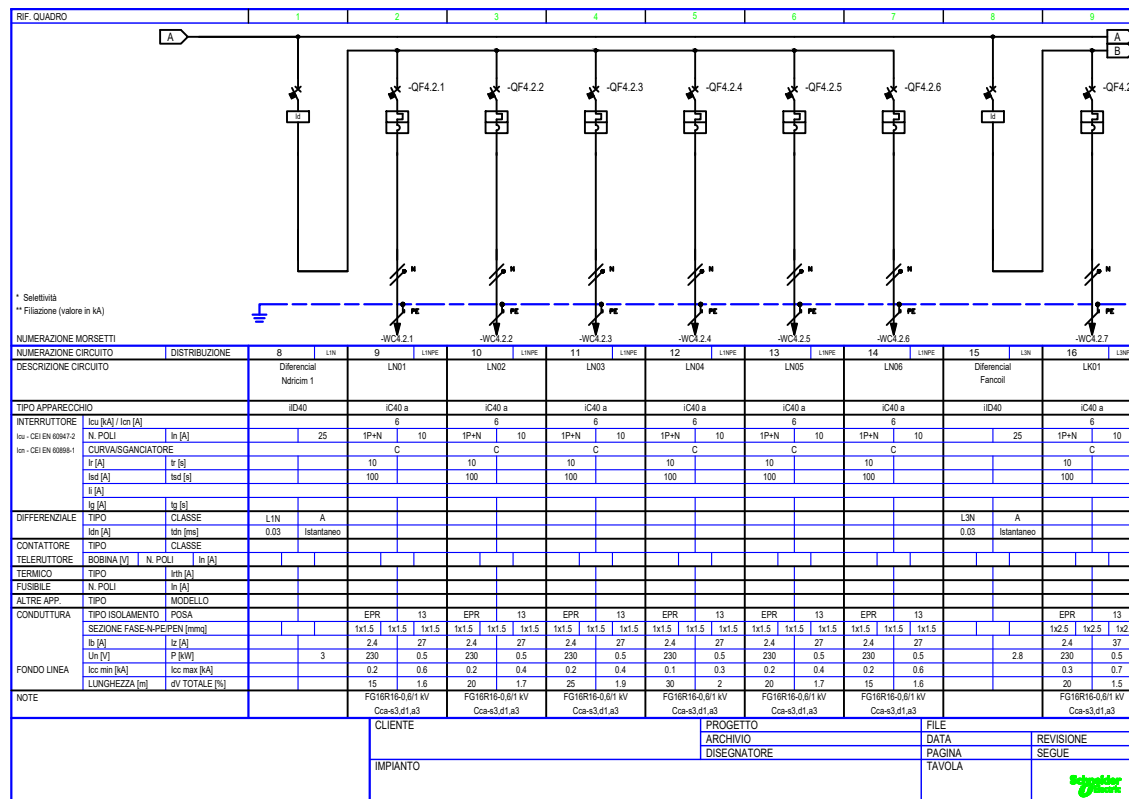 RIF. QUADRO 1 2 3 4 5 6 7 8 9
A A
B
-QF4.2.1 -QF4.2.2 -QF4.2.3 -QF4.2.4 -QF4.2.5 -QF4.2.6 -QF4.2
Id Id
N N N N N N N
* Selettività
** Filiazione (valore in kA)
PE PE PE PE PE PE PE
NUMERAZIONE MORSETTI -WC4.2.1 -WC4.2.2 -WC4.2.3 -WC4.2.4 -WC4.2.5 -WC4.2.6 -WC4.2.7
NUMERAZIONE CIRCUITO DISTRIBUZIONE 8 L1N 9 L1NPE 10 L1NPE 11 L1NPE 12 L1NPE 13 L1NPE 14 L1NPE 15 L3N 16 L3NP
DESCRIZIONE CIRCUITO Diferencial LN01 LN02 LN03 LN04 LN05 LN06 Diferencial LK01
Ndricim 1 Fancoil
TIPO APPARECCHIO iID40 iC40 a iC40 a iC40 a iC40 a iC40 a iC40 a iID40 iC40 a
INTERRUTTORE Icu [kA] / Icn [A] 6 6 6 6 6 6 6
Icu - CEI EN 60947-2 N. POLI In [A] 25 1P+N 10 1P+N 10 1P+N 10 1P+N 10 1P+N 10 1P+N 10 25 1P+N 10
Icn - CEI EN 60898-1 CURVA/SGANCIATORE C C C C C C C
Ir [A] tr [s] 10 10 10 10 10 10 10
Isd [A] tsd [s] 100 100 100 100 100 100 100
Ii [A]
Ig [A] tg [s]
DIFFERENZIALE TIPO CLASSE L1N A L3N A
Idn [A] tdn [ms] 0.03 Istantaneo 0.03 Istantaneo
CONTATTORE TIPO CLASSE
TELERUTTORE BOBINA [V] N. POLI In [A]
TERMICO TIPO Irth [A]
FUSIBILE N. POLI In [A]
ALTRE APP. TIPO MODELLO
CONDUTTURA TIPO ISOLAMENTO POSA EPR 13 EPR 13 EPR 13 EPR 13 EPR 13 EPR 13 EPR 13
SEZIONE FASE-N-PE/PEN [mmq] 1x1.5 1x1.5 1x1.5 1x1.5 1x1.5 1x1.5 1x1.5 1x1.5 1x1.5 1x1.5 1x1.5 1x1.5 1x1.5 1x1.5 1x1.5 1x1.5 1x1.5 1x1.5 1x2.5 1x2.5 1x2
Ib [A] Iz [A] 2.4 27 2.4 27 2.4 27 2.4 27 2.4 27 2.4 27 2.4 37
Un [V] P [kW] 3 230 0.5 230 0.5 230 0.5 230 0.5 230 0.5 230 0.5 2.8 230 0.5
FONDO LINEA Icc min [kA] Icc max [kA] 0.2 0.6 0.2 0.4 0.2 0.4 0.1 0.3 0.2 0.4 0.2 0.6 0.3 0.7
LUNGHEZZA [m] dV TOTALE [%] 15 1.6 20 1.7 25 1.9 30 2 20 1.7 15 1.6 20 1.5
NOTE FG16R16-0,6/1 kV FG16R16-0,6/1 kV FG16R16-0,6/1 kV FG16R16-0,6/1 kV FG16R16-0,6/1 kV FG16R16-0,6/1 kV FG16R16-0,6/1 kV
Cca-s3,d1,a3 Cca-s3,d1,a3 Cca-s3,d1,a3 Cca-s3,d1,a3 Cca-s3,d1,a3 Cca-s3,d1,a3 Cca-s3,d1,a3
CLIENTE PROGETTO FILE
ARCHIVIO DATA REVISIONE
DISEGNATORE PAGINA SEGUE
IMPIANTO TAVOLA
Schneider
Electric